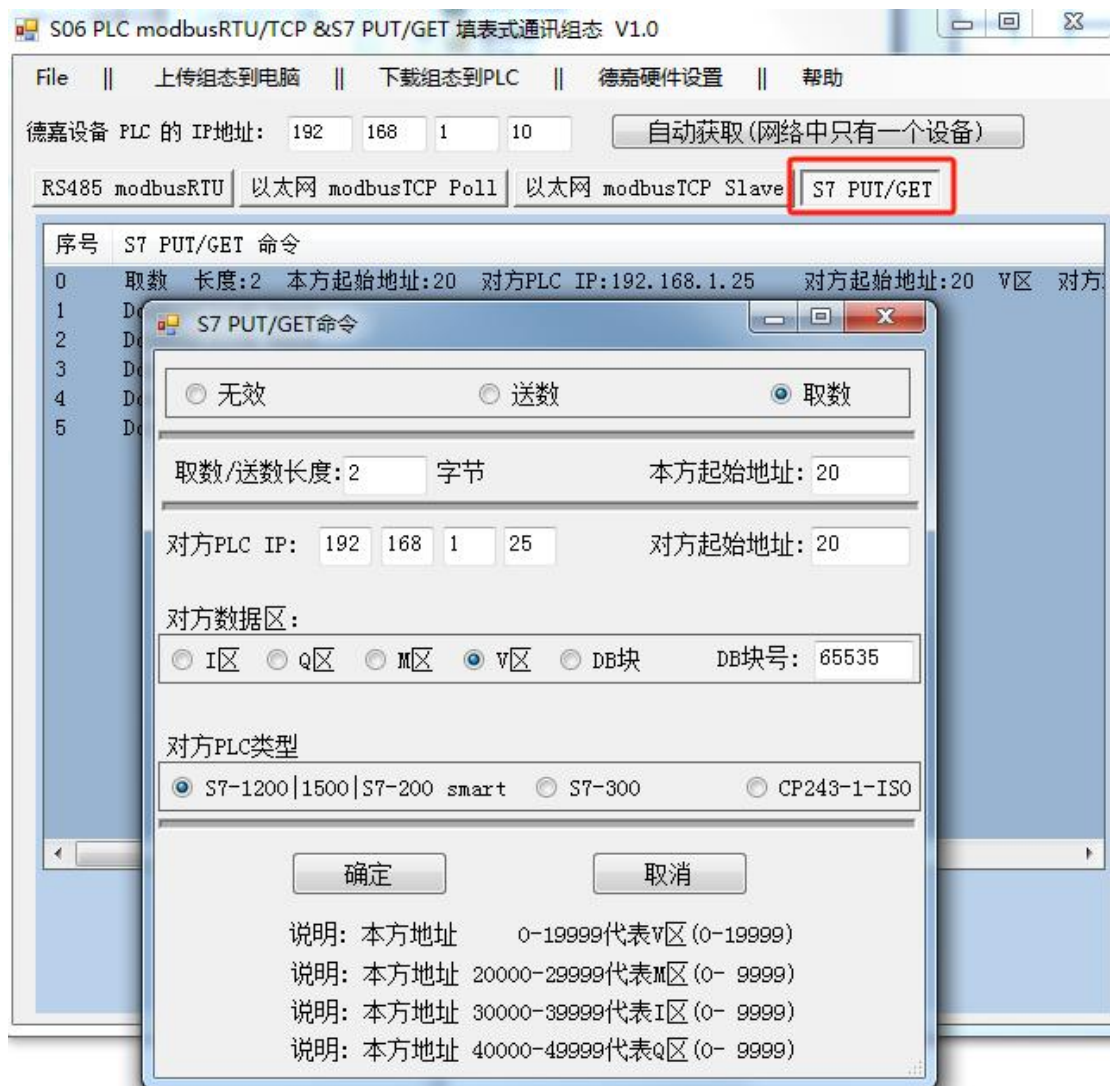 S06 PLC modbusRTU/TCP &S7 PUT/GET 填表式通讯组态 V1.0
File || 上传组态到电脑 || 下载组态到PLC || 德嘉硬件设置 || 帮助
德嘉设备 PLC 的 IP地址: 192 168 1 10 自动获取(网络中只有一个设备)
RS485 modbusRTU 以太网 modbusTCP Poll 以太网 modbusTCP Slave S7 PUT/GET
序号 S7 PUT/GET 命令
0 取数 长度:2 本方起始地址:20 对方PLC IP:192.168.1.25 对方起始地址:20 V区 对方
1
2
3
4
5
S7 PUT/GET命令
无效 送数 取数
取数/送数长度: 2 字节 本方起始地址: 20
对方PLC IP: 192 168 1 25 对方起始地址: 20
对方数据区:
I区 Q区 M区 V区 DB块 DB块号: 65535
对方PLC类型
S7-1200|1500|S7-200 smart S7-300 CP243-1-ISO
确定 取消
说明: 本方地址 0-19999代表V区(0-19999)
说明: 本方地址 20000-29999代表M区(0- 9999)
说明: 本方地址 30000-39999代表I区(0- 9999)
说明: 本方地址 40000-49999代表Q区(0- 9999)